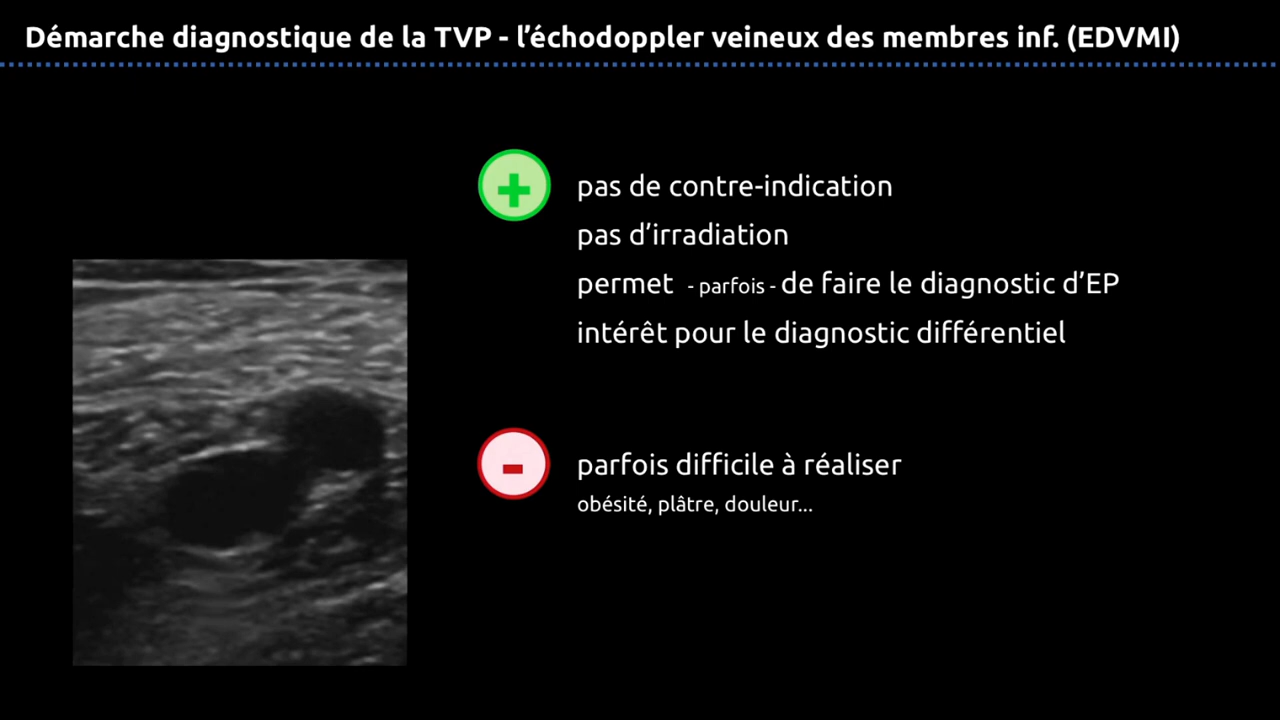 Démarche diagnostique de la TVP - l’échodoppler veineux des membres inf. (EDVMI)
+
pas de contre-indication
pas d’irradiation
permet - parfois - de faire le diagnostic d’EP
intérêt pour le diagnostic différentiel
-
parfois difficile à réaliser
obésité, plâtre, douleur...